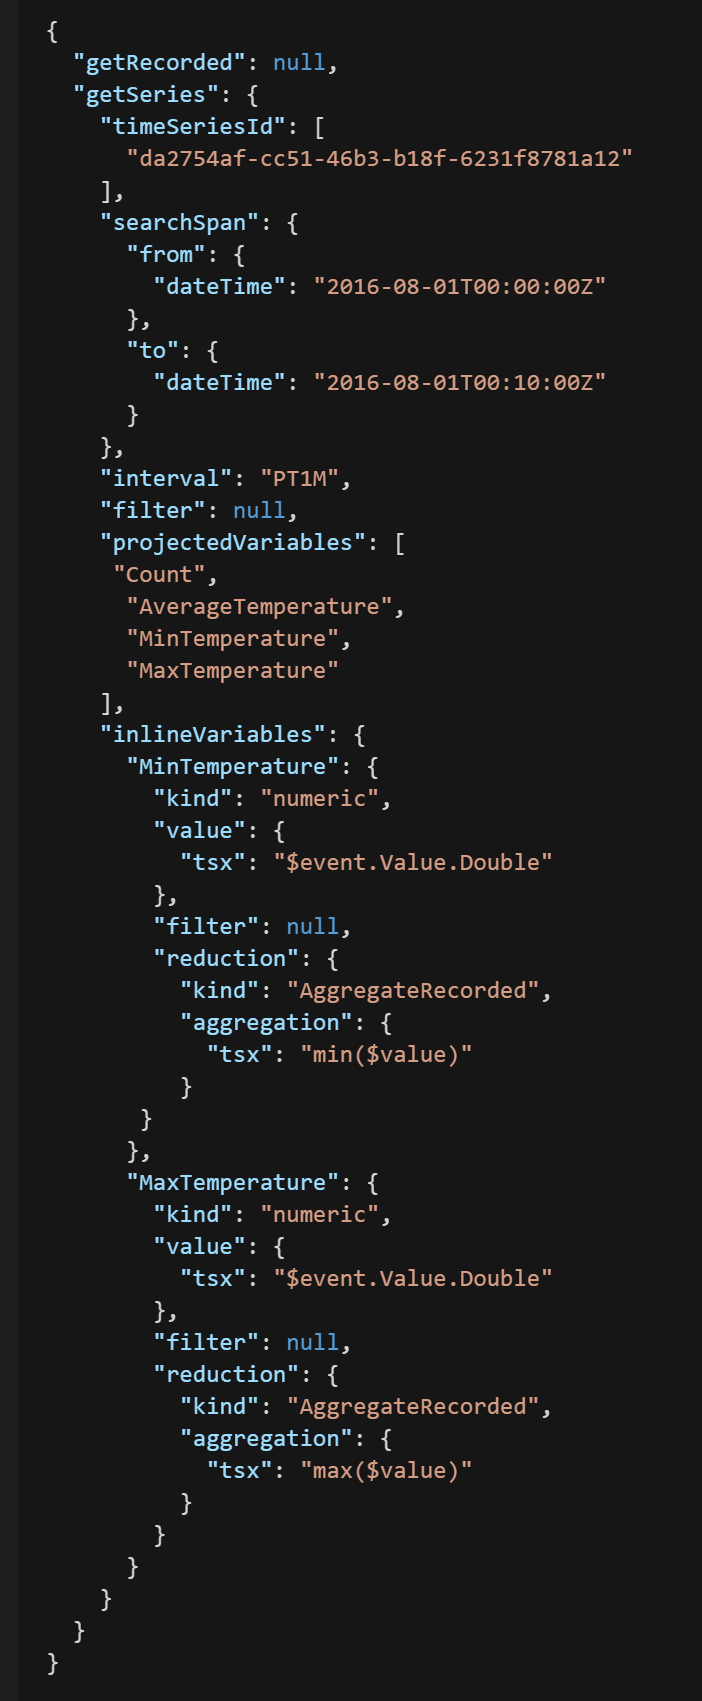 {
  "getRecorded": null,
  "getSeries": {
    "timeSeriesId": [
      "da2754af-cc51-46b3-b18f-6231f8781a12"
    ],
    "searchSpan": {
      "from": {
        "dateTime": "2016-08-01T00:00:00Z"
      },
      "to": {
        "dateTime": "2016-08-01T00:10:00Z"
      }
    },
    "interval": "PT1M",
    "filter": null,
    "projectedVariables": [
     "Count",
      "AverageTemperature",
      "MinTemperature",
      "MaxTemperature"
    ],
    "inlineVariables": {
      "MinTemperature": {
        "kind": "numeric",
        "value": {
          "tsx": "$event.Value.Double"
        },
        "filter": null,
        "reduction": {
          "kind": "AggregateRecorded",
          "aggregation": {
            "tsx": "min($value)"
          }
       }
      },
      "MaxTemperature": {
        "kind": "numeric",
        "value": {
          "tsx": "$event.Value.Double"
        },
        "filter": null,
        "reduction": {
          "kind": "AggregateRecorded",
          "aggregation": {
            "tsx": "max($value)"
          }
        }
      }
    }
  }
}